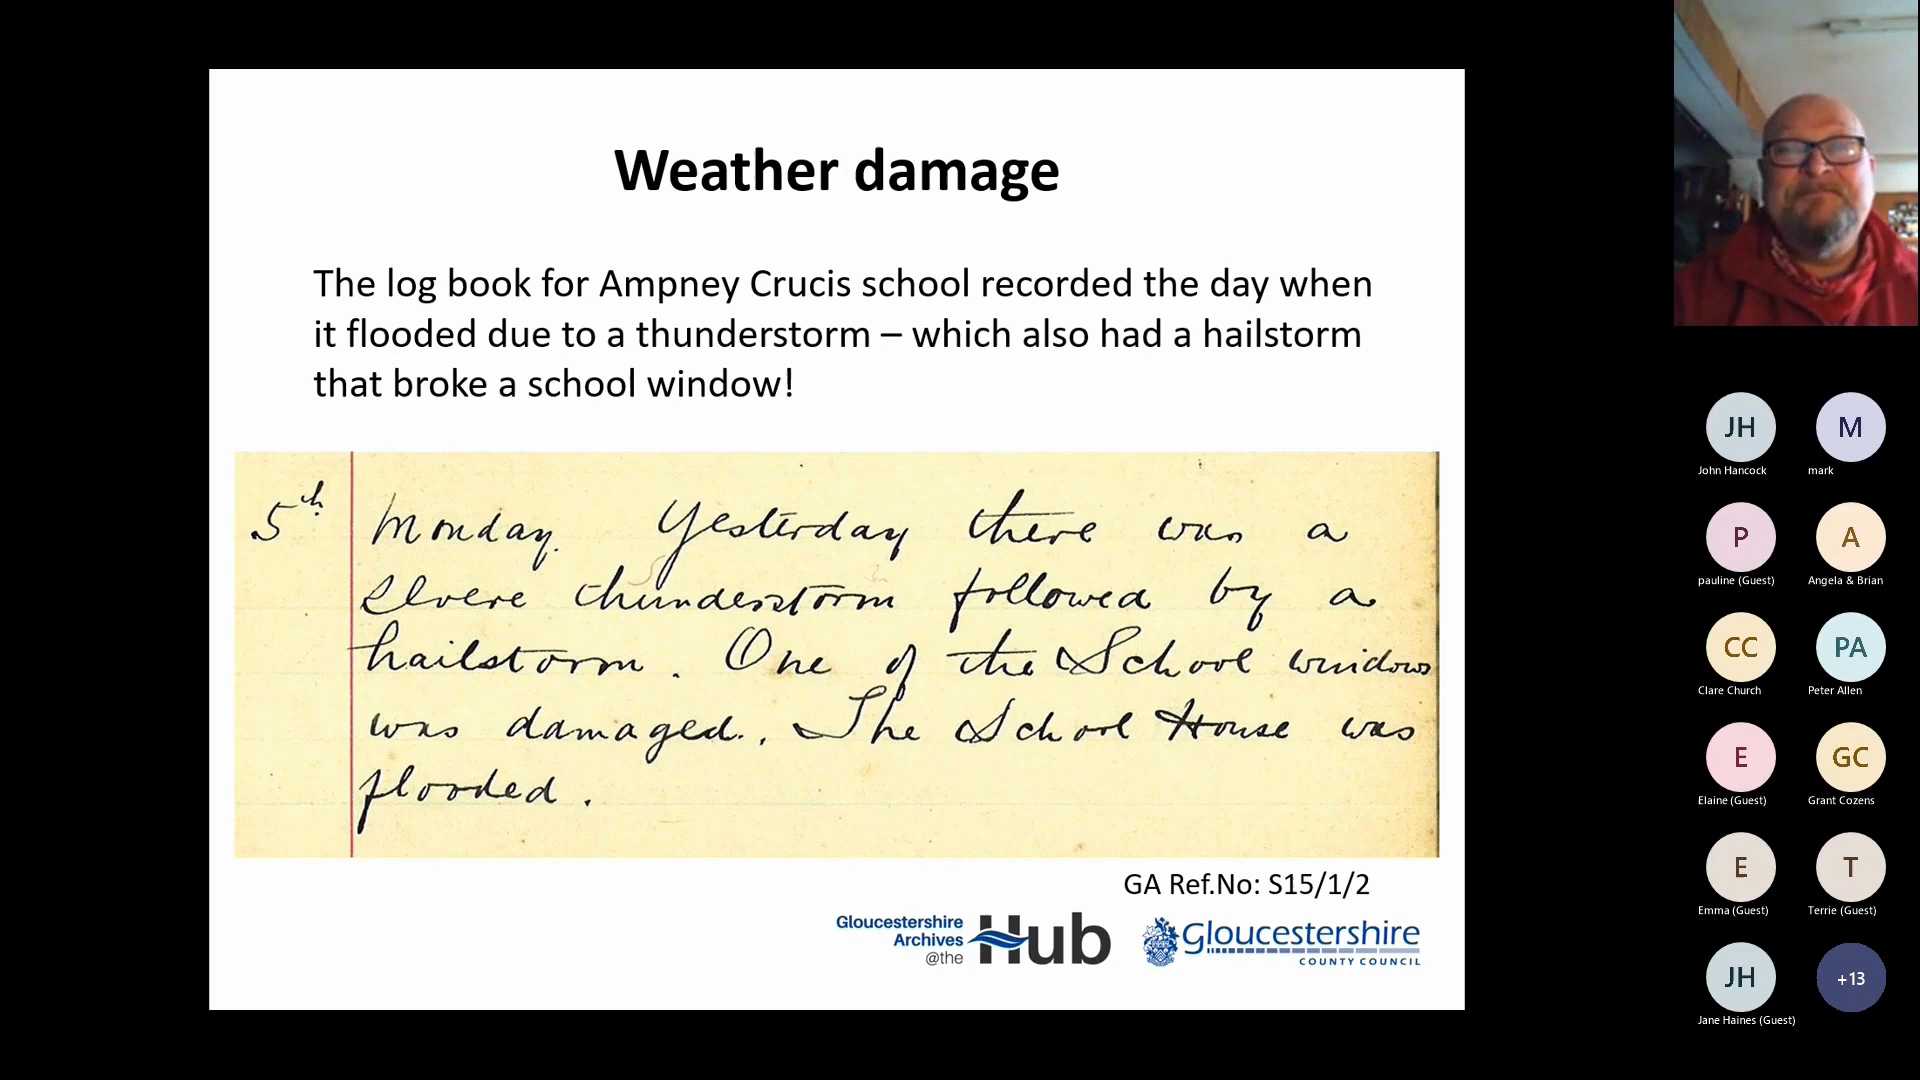 Weather damage
The log book for Ampney Crucis school recorded the day when
it flooded due to a thunderstorm – which also had a hailstorm
that broke a school window!
5th Monday. Yesterday there was a
severe thunderstorm followed by a
hailstorm. One of the School windows
was damaged. The School House was
flooded.
GA Ref.No: S15/1/2
Gloucestershire
Archives
@the
Hub
Gloucestershire
COUNTY COUNCIL
JH
John Hancock
M
mark
P
pauline (Guest)
A
Angela & Brian
CC
Clare Church
PA
Peter Allen
E
Elaine (Guest)
GC
Grant Cozens
E
Emma (Guest)
T
Terrie (Guest)
JH
Jane Haines (Guest)
+13